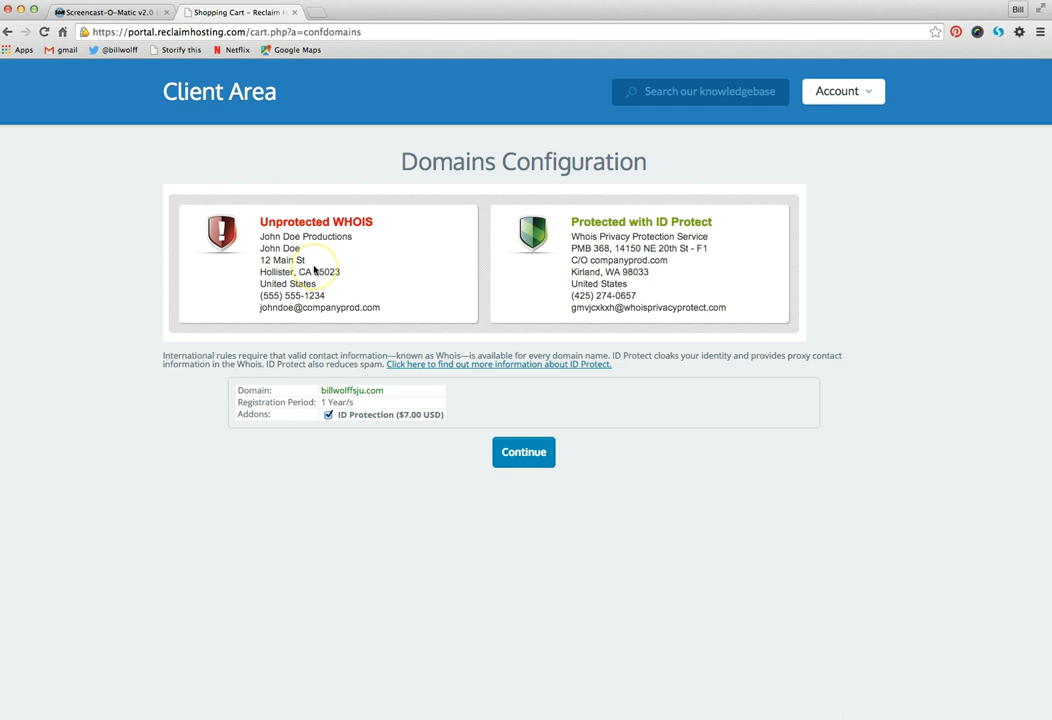 Screencast-O-Matic v2.0
Shopping Cart – Reclaim H
Bill
https://portal.reclaimhosting.com/cart.php?a=confdomains
Apps
gmail
@billwolff
Storify this
Netflix
Google Maps
Client Area
Search our knowledgebase
Account
Domains Configuration
Unprotected WHOIS
John Doe Productions
John Doe
12 Main St
Hollister, CA 95023
United States
(555) 555-1234
johndoe@companyprod.com
Protected with ID Protect
Whois Privacy Protection Service
PMB 368, 14150 NE 20th St - F1
C/O companyprod.com
Kirland, WA 98033
United States
(425) 274-0657
gmvjcxkxh@whoisprivacyprotect.com
International rules require that valid contact information—known as Whois—is available for every domain name. ID Protect cloaks your identity and provides proxy contact
information in the Whois. ID Protect also reduces spam. Click here to find out more information about ID Protect.
Domain: billwolffsju.com
Registration Period: 1 Year/s
Addons: ID Protection ($7.00 USD)
Continue